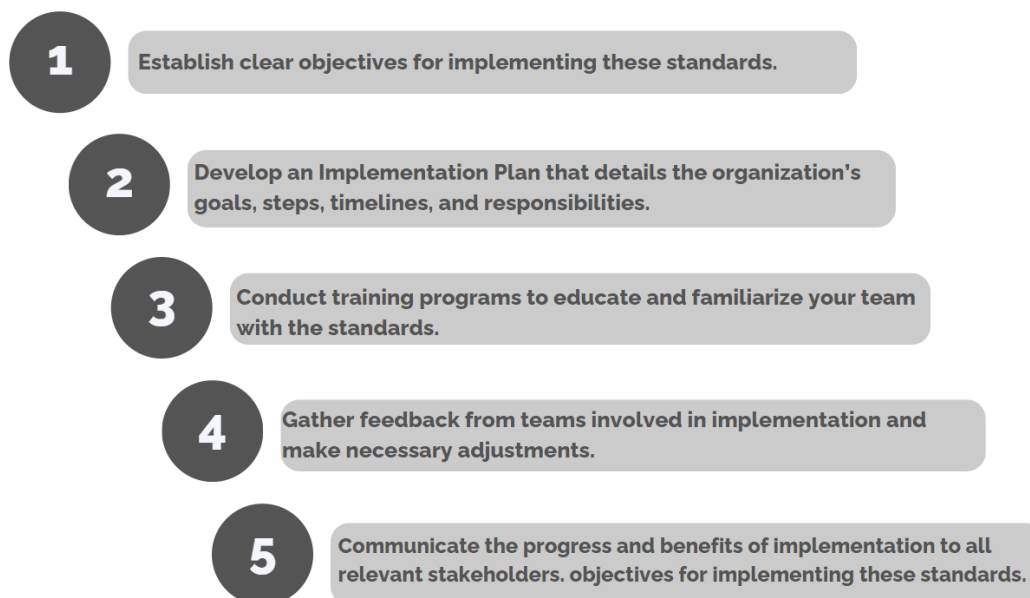 1
Establish clear objectives for implementing these standards.
2
Develop an Implementation Plan that details the organization's
goals, steps, timelines, and responsibilities.
3
Conduct training programs to educate and familiarize your team
with the standards.
4
Gather feedback from teams involved in implementation and
make necessary adjustments.
5
Communicate the progress and benefits of implementation to all
relevant stakeholders. objectives for implementing these standards.